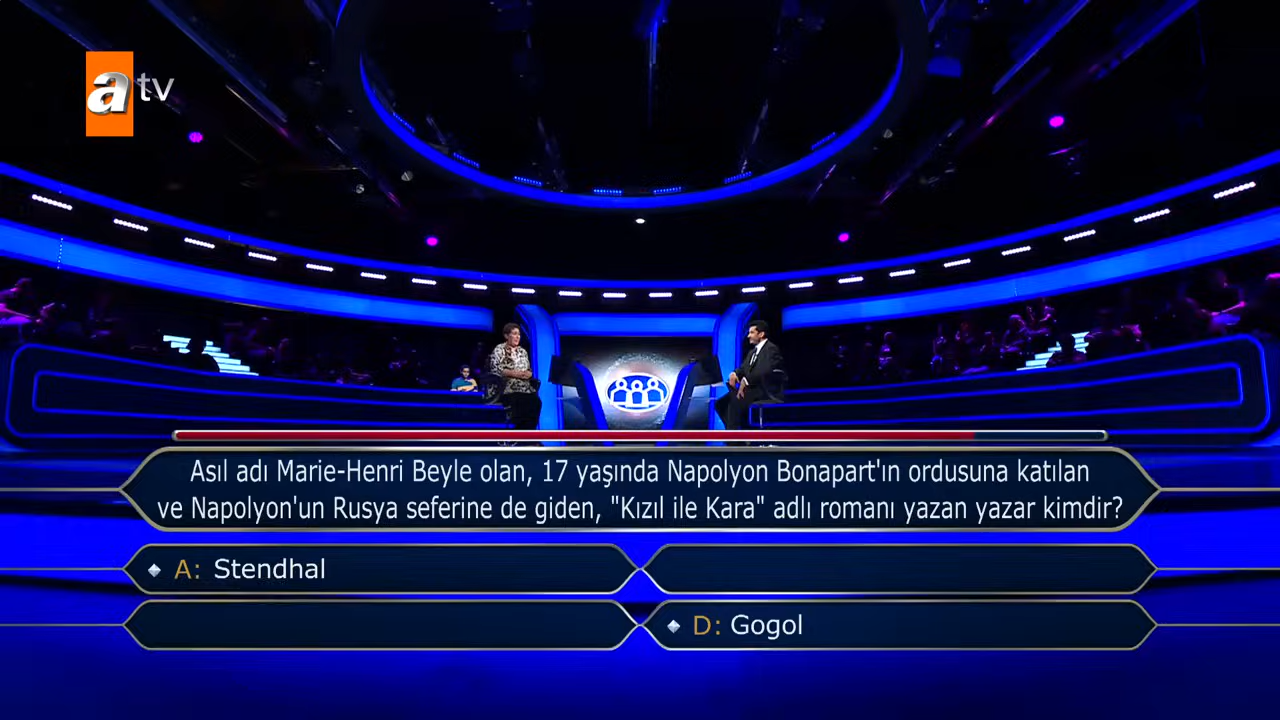 a tv
Asıl adı Marie-Henri Beyle olan, 17 yaşında Napolyon Bonapart'ın ordusuna katılan
ve Napolyon'un Rusya seferine de giden, "Kızıl ile Kara" adlı romanı yazan yazar kimdir?
A: Stendhal
D: Gogol